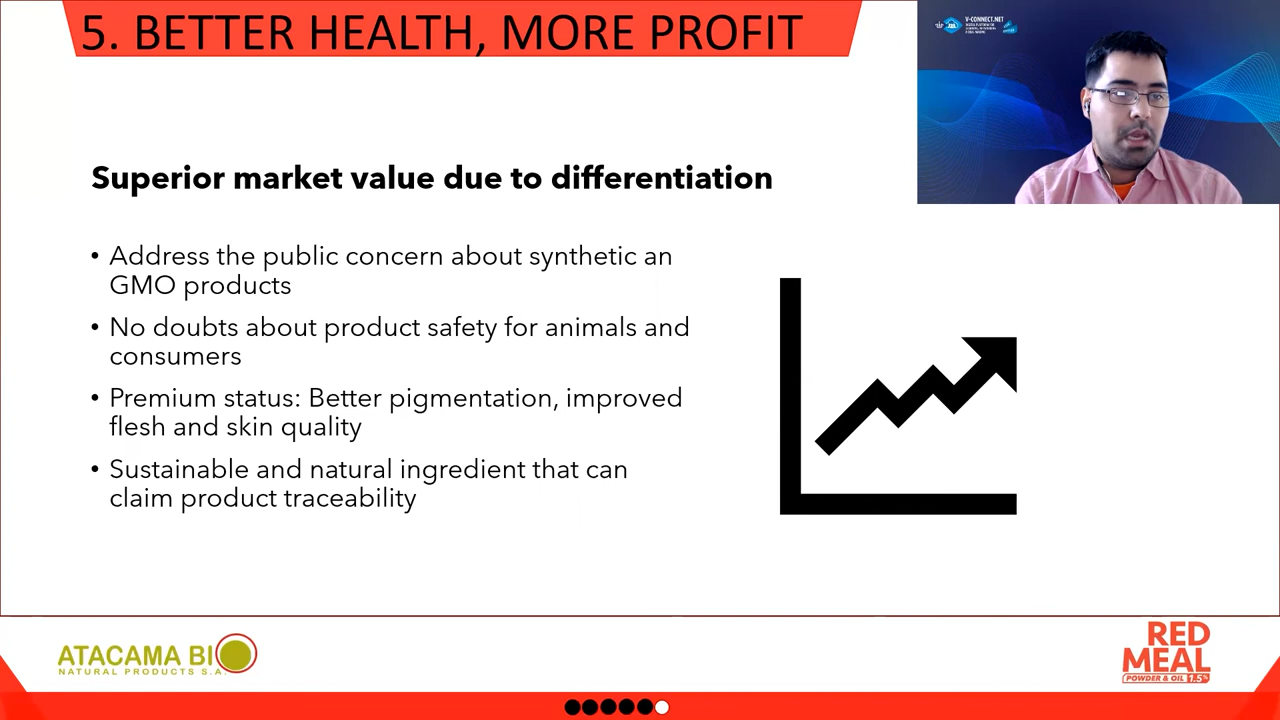 5. BETTER HEALTH, MORE PROFIT
V-CONNECT.NET
Superior market value due to differentiation
• Address the public concern about synthetic an
GMO products
• No doubts about product safety for animals and
consumers
• Premium status: Better pigmentation, improved
flesh and skin quality
• Sustainable and natural ingredient that can
claim product traceability
ATACAMA BIO
NATURAL PRODUCTS S.A.
RED
MEAL
POWDER & OIL 1.5%